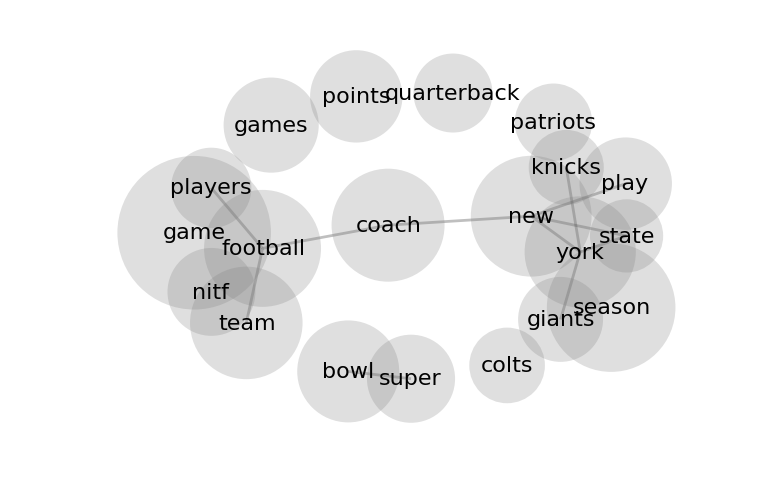 points
quarterback
games
patriots
knicks
players
play
new
coach
game
state
football
york
nitf
season
giants
team
colts
bowl
super